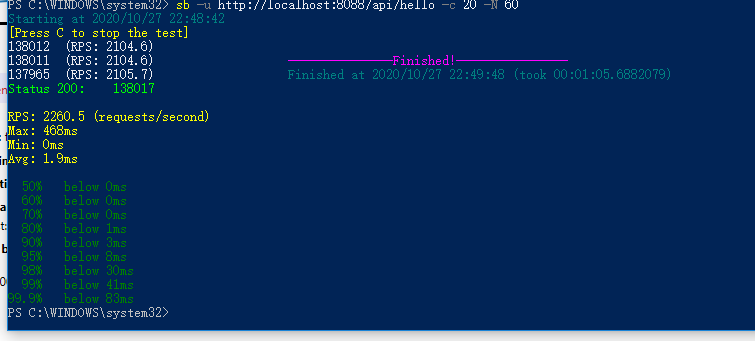 PS C:\WINDOWS\system32> sb -u http://localhost:8088/api/hello -c 20 -N 60
Starting at 2020/10/27 22:48:42
[Press C to stop the test]
138012  (RPS: 2104.6)
138011  (RPS: 2104.6)                    ---------------Finished!----------------
137965  (RPS: 2105.7)                    Finished at 2020/10/27 22:49:48 (took 00:01:05.6882079)
Status 200:    138017
RPS: 2260.5 (requests/second)
Max: 468ms
Min: 0ms
Avg: 1.9ms
50%   below 0ms
60%   below 0ms
70%   below 0ms
80%   below 1ms
90%   below 3ms
95%   below 8ms
98%   below 30ms
99%   below 41ms
99.9%   below 83ms
PS C:\WINDOWS\system32>